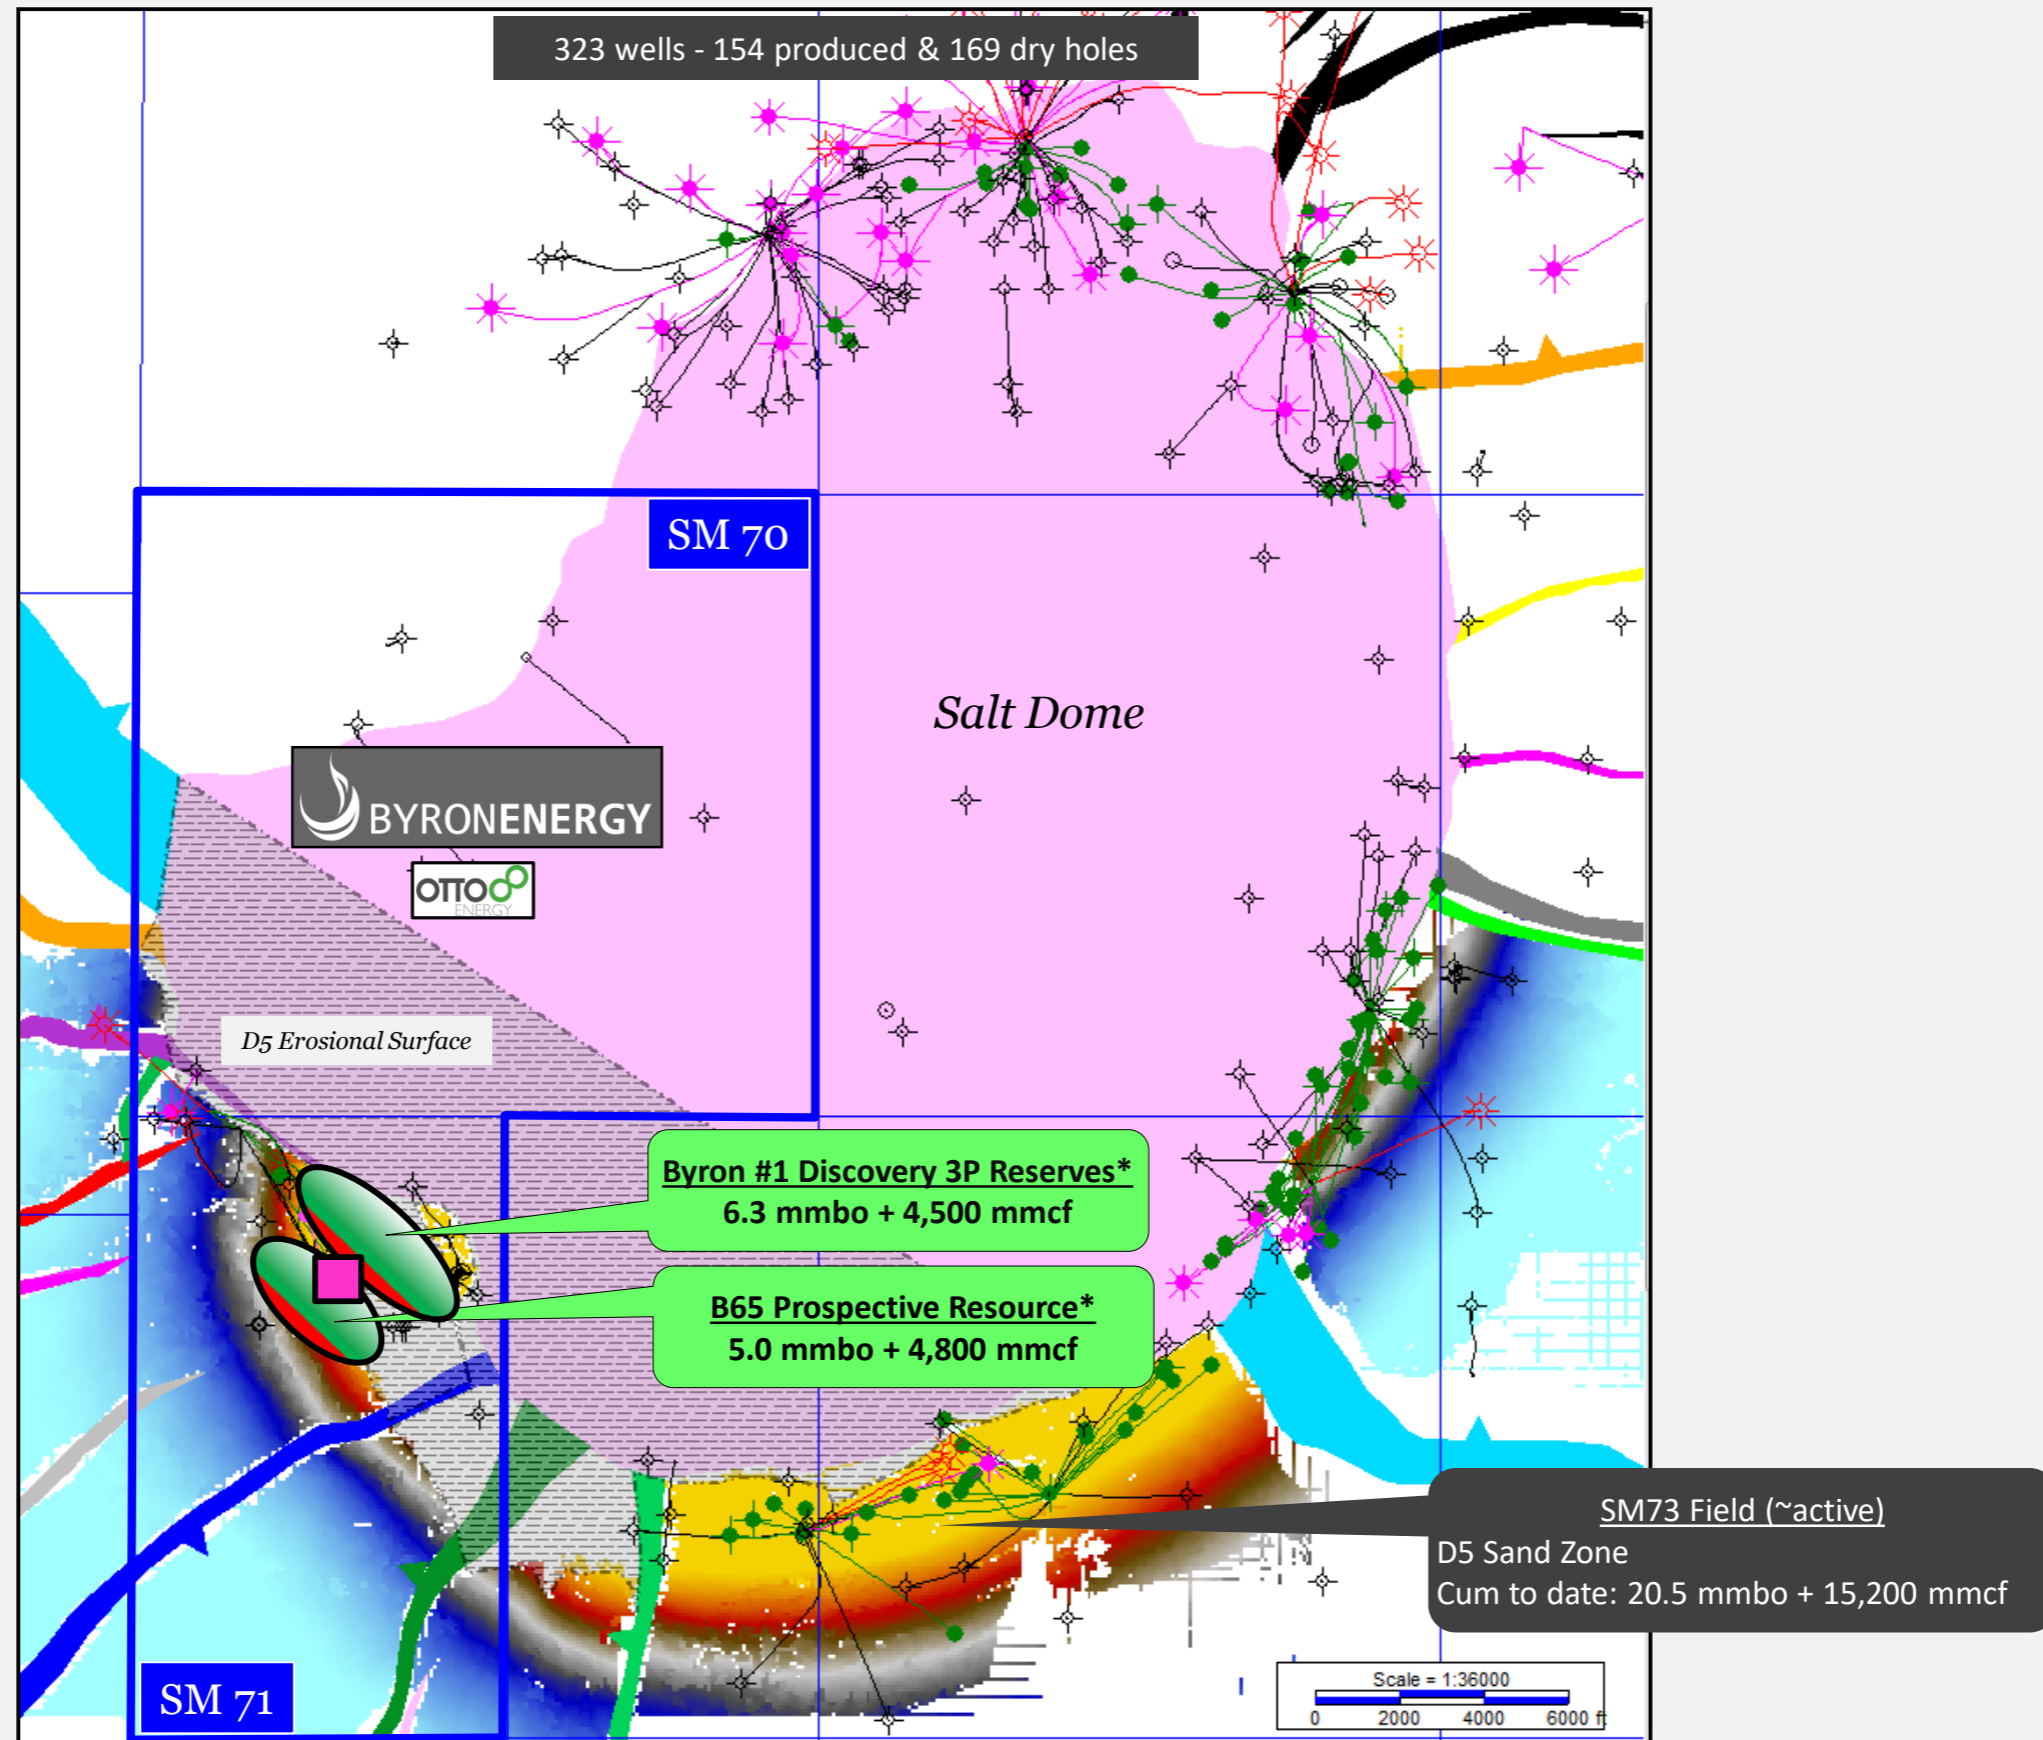 323 wells - 154 produced & 169 dry holes
SM 70
Salt Dome
BYRONENERGY
OTTO
ENERGY
D5 Erosional Surface
Byron #1 Discovery 3P Reserves*
6.3 mmbo + 4,500 mmcf
B65 Prospective Resource*
5.0 mmbo + 4,800 mmcf
SM73 Field (~active)
D5 Sand Zone
Cum to date: 20.5 mmbo + 15,200 mmcf
SM 71
Scale = 1:36000
0 2000 4000 6000 ft